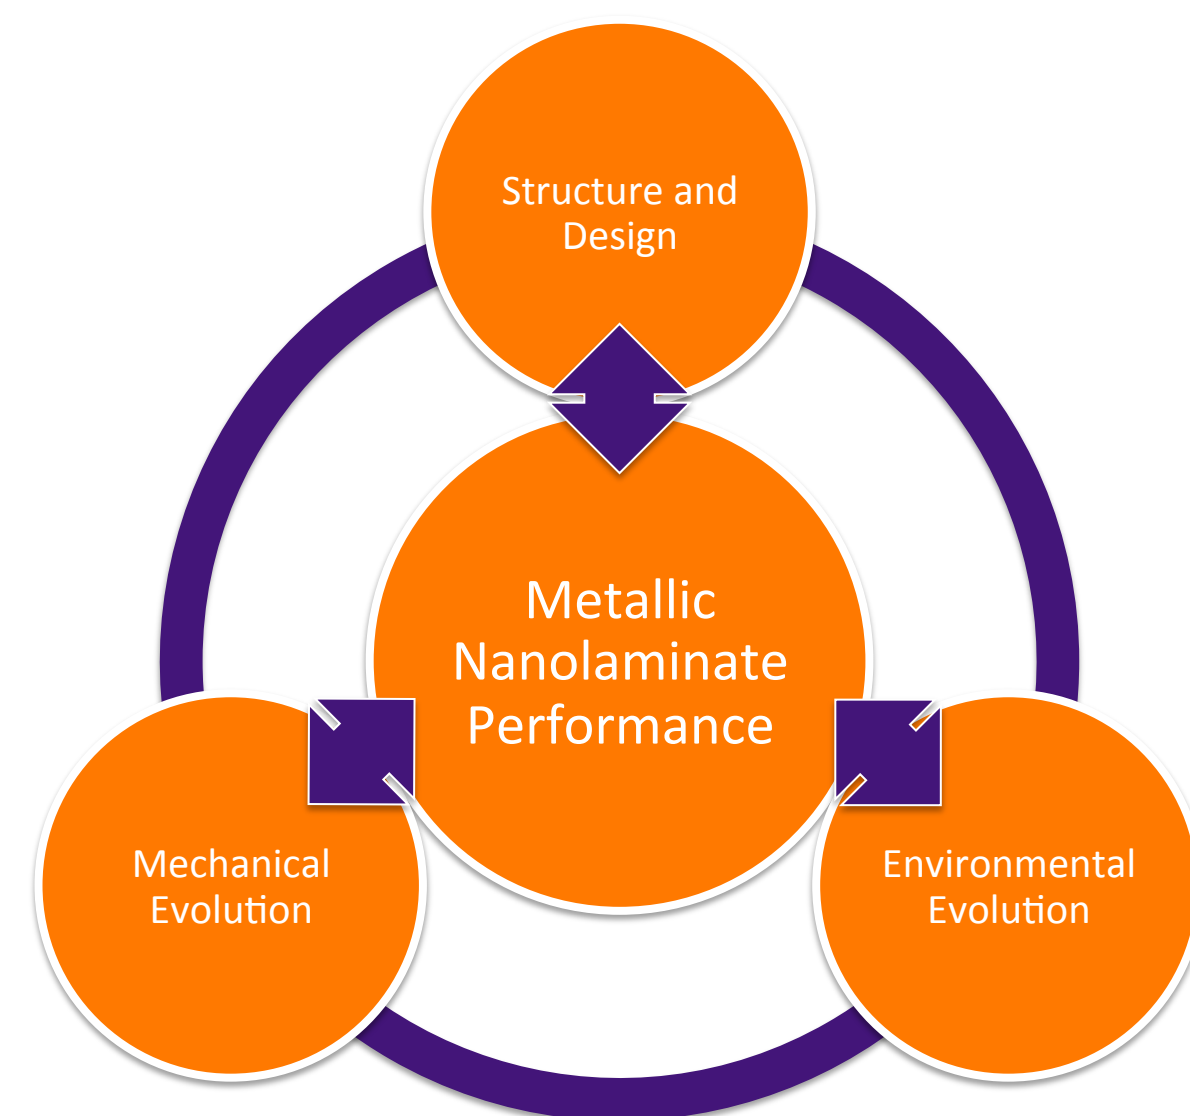 Structure and
Design
Metallic
Nanolaminate
Performance
Mechanical
Evolution
Environmental
Evolution